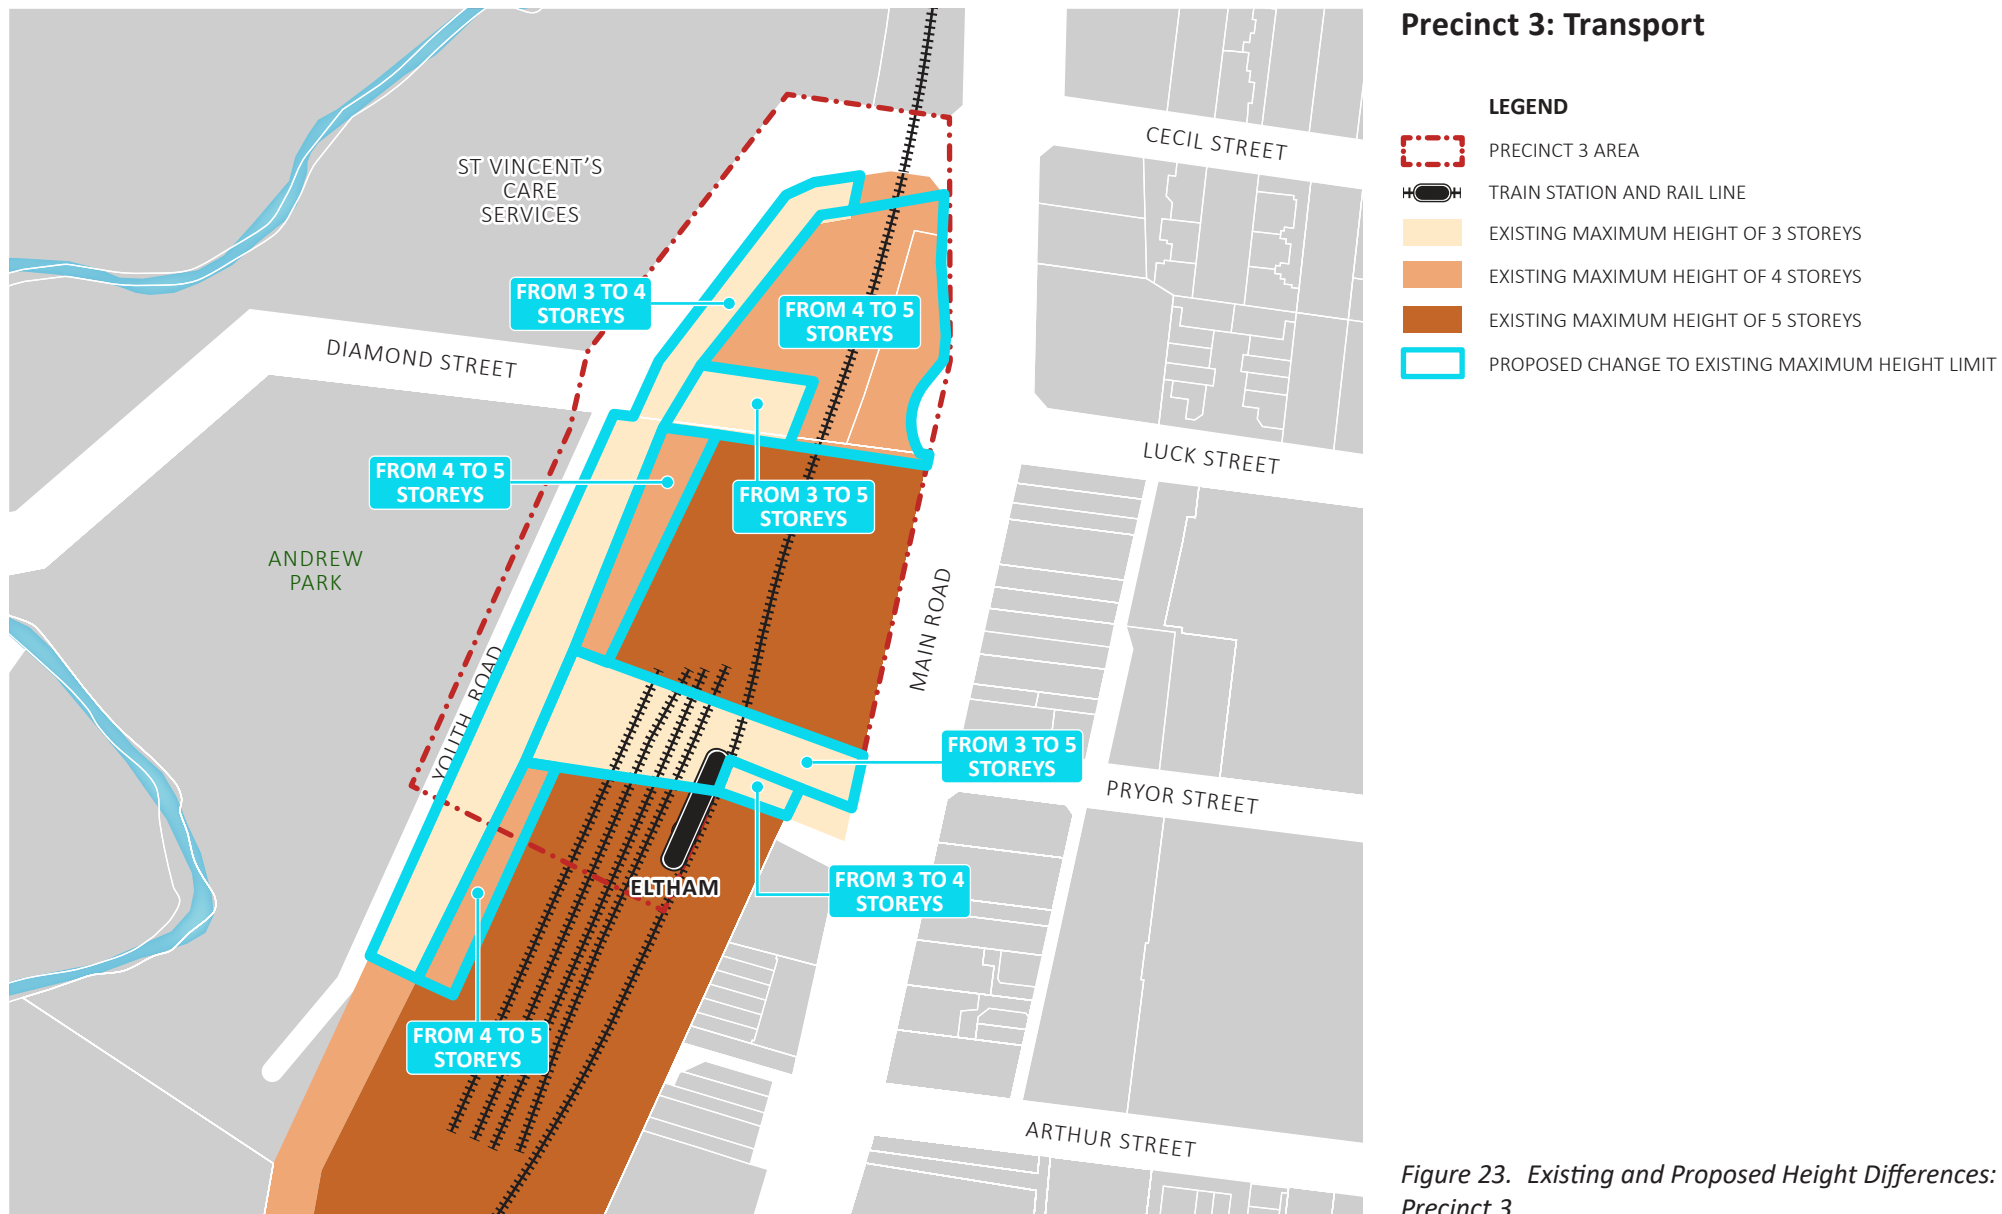 Precinct 3: Transport
LEGEND
PRECINCT 3 AREA
TRAIN STATION AND RAIL LINE
EXISTING MAXIMUM HEIGHT OF 3 STOREYS
EXISTING MAXIMUM HEIGHT OF 4 STOREYS
EXISTING MAXIMUM HEIGHT OF 5 STOREYS
PROPOSED CHANGE TO EXISTING MAXIMUM HEIGHT LIMIT
CECIL STREET
ST VINCENT'S
CARE
SERVICES
FROM 3 TO 4
STOREYS
FROM 4 TO 5
STOREYS
DIAMOND STREET
LUCK STREET
FROM 4 TO 5
STOREYS
FROM 3 TO 5
STOREYS
ANDREW
PARK
MAIN ROAD
YOUTH ROAD
FROM 3 TO 5
STOREYS
PRYOR STREET
ELTHAM
FROM 3 TO 4
STOREYS
FROM 4 TO 5
STOREYS
ARTHUR STREET
Figure 23. Existing and Proposed Height Differences:
Precinct 3